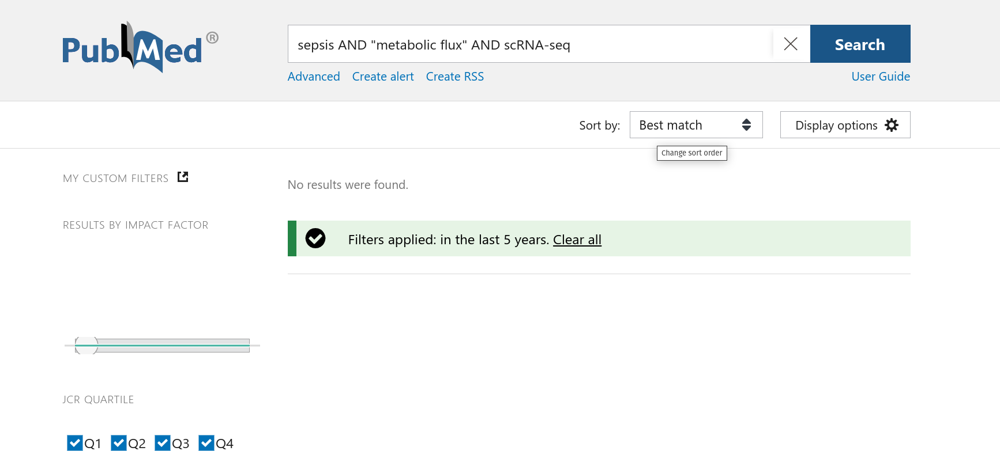 PubMed®
sepsis AND "metabolic flux" AND scRNA-seq
Search
Advanced Create alert Create RSS User Guide
Sort by: Best match Display options
Change sort order
MY CUSTOM FILTERS
No results were found.
RESULTS BY IMPACT FACTOR
Filters applied: in the last 5 years. Clear all
JCR QUARTILE
Q1 Q2 Q3 Q4